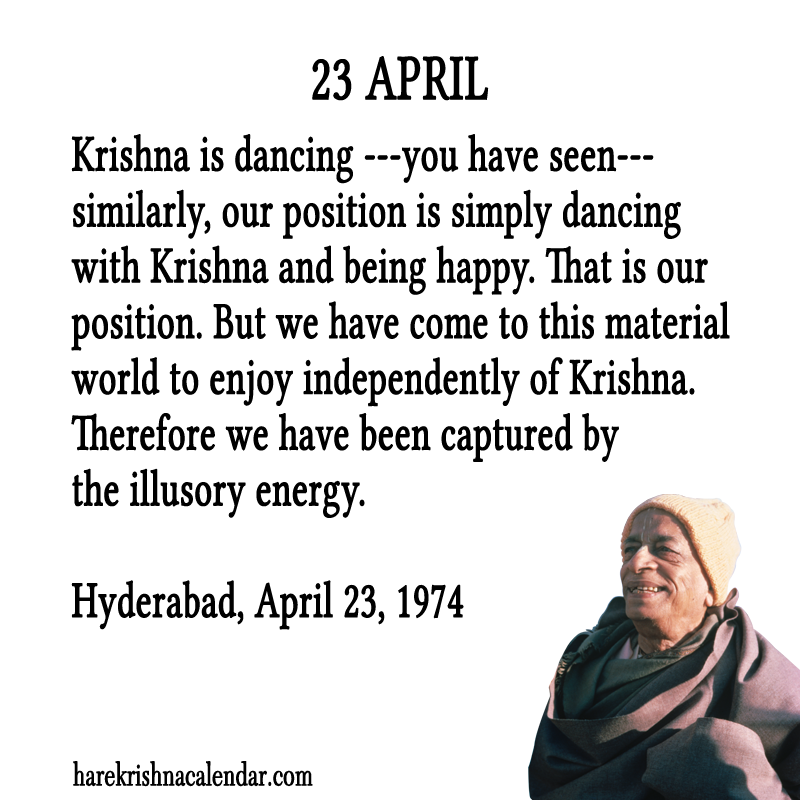 23 APRIL
Krishna is dancing ---you have seen---
similarly, our position is simply dancing
with Krishna and being happy. That is our
position. But we have come to this material
world to enjoy independently of Krishna.
Therefore we have been captured by
the illusory energy.
Hyderabad, April 23, 1974
harekrishnacalendar.com